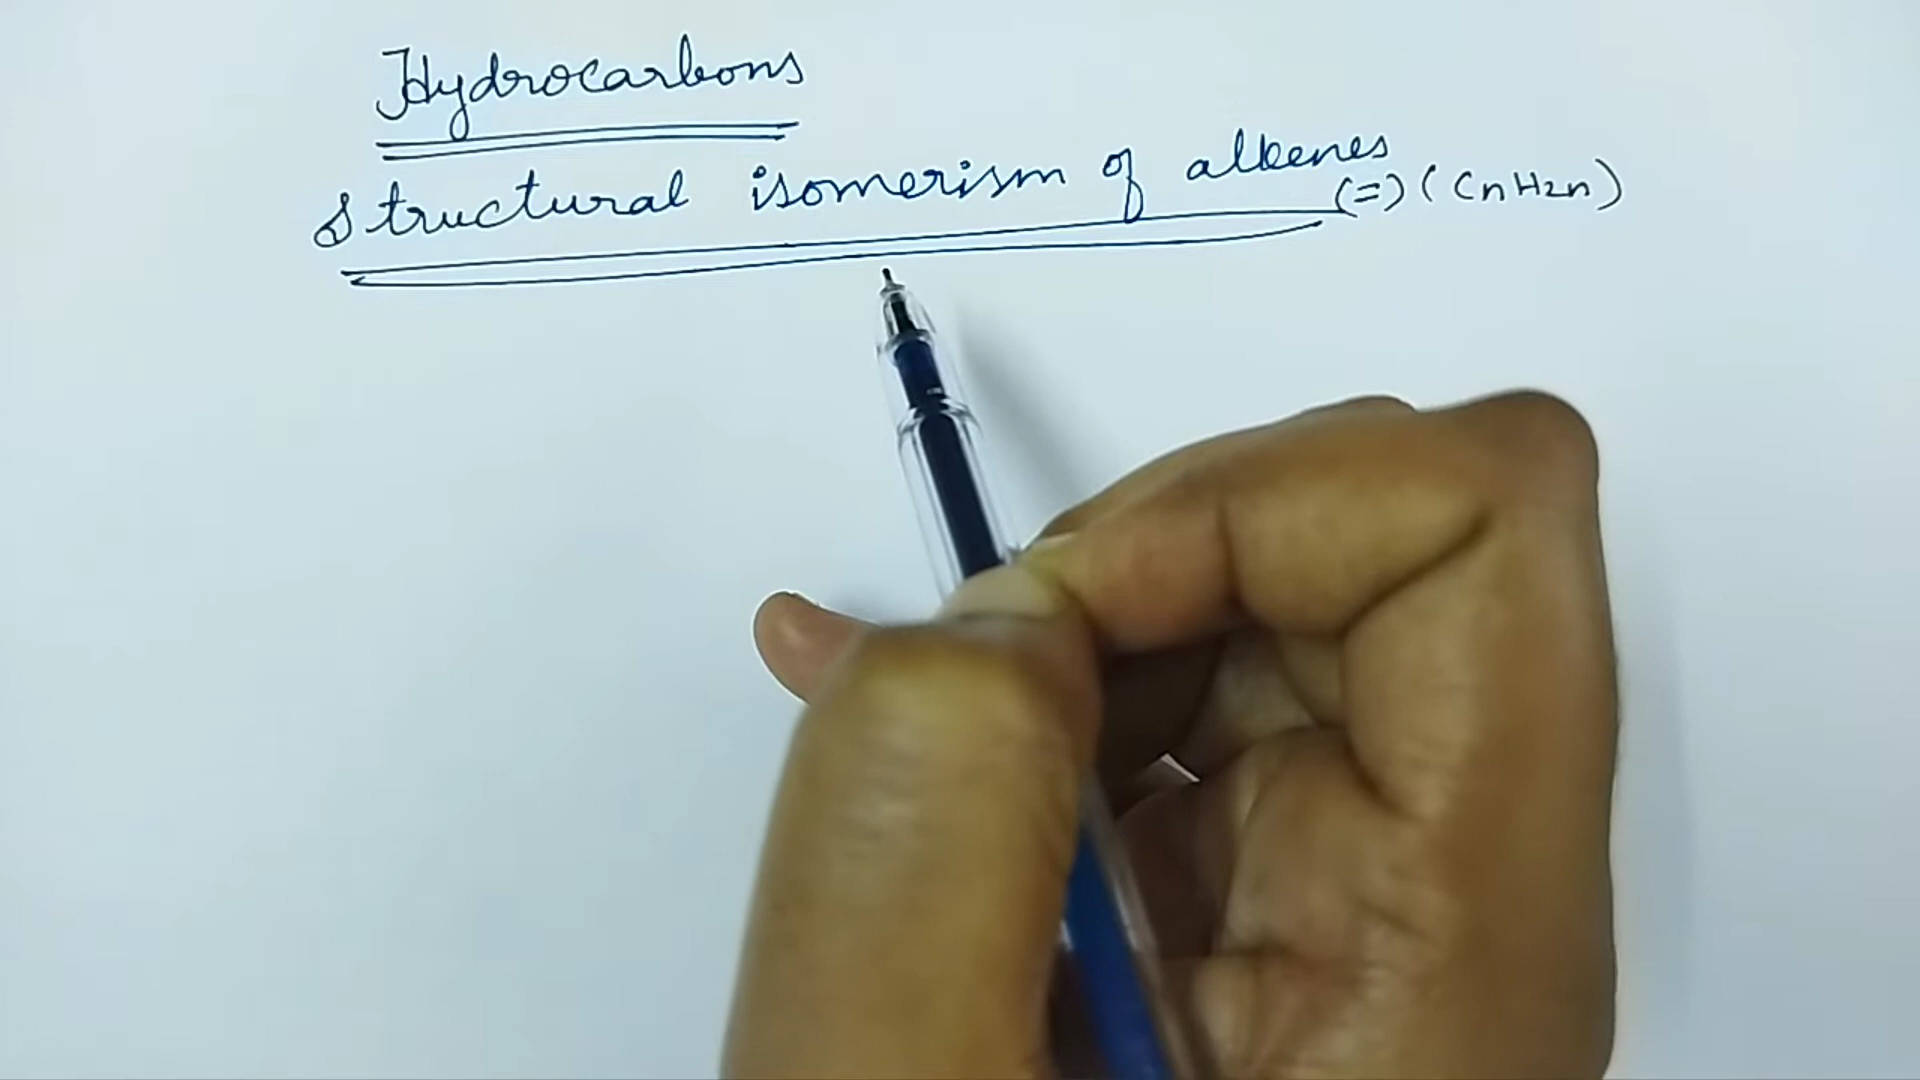 Hydrocarbons
Structural isomerism of alkenes
(=) (CnH2n)